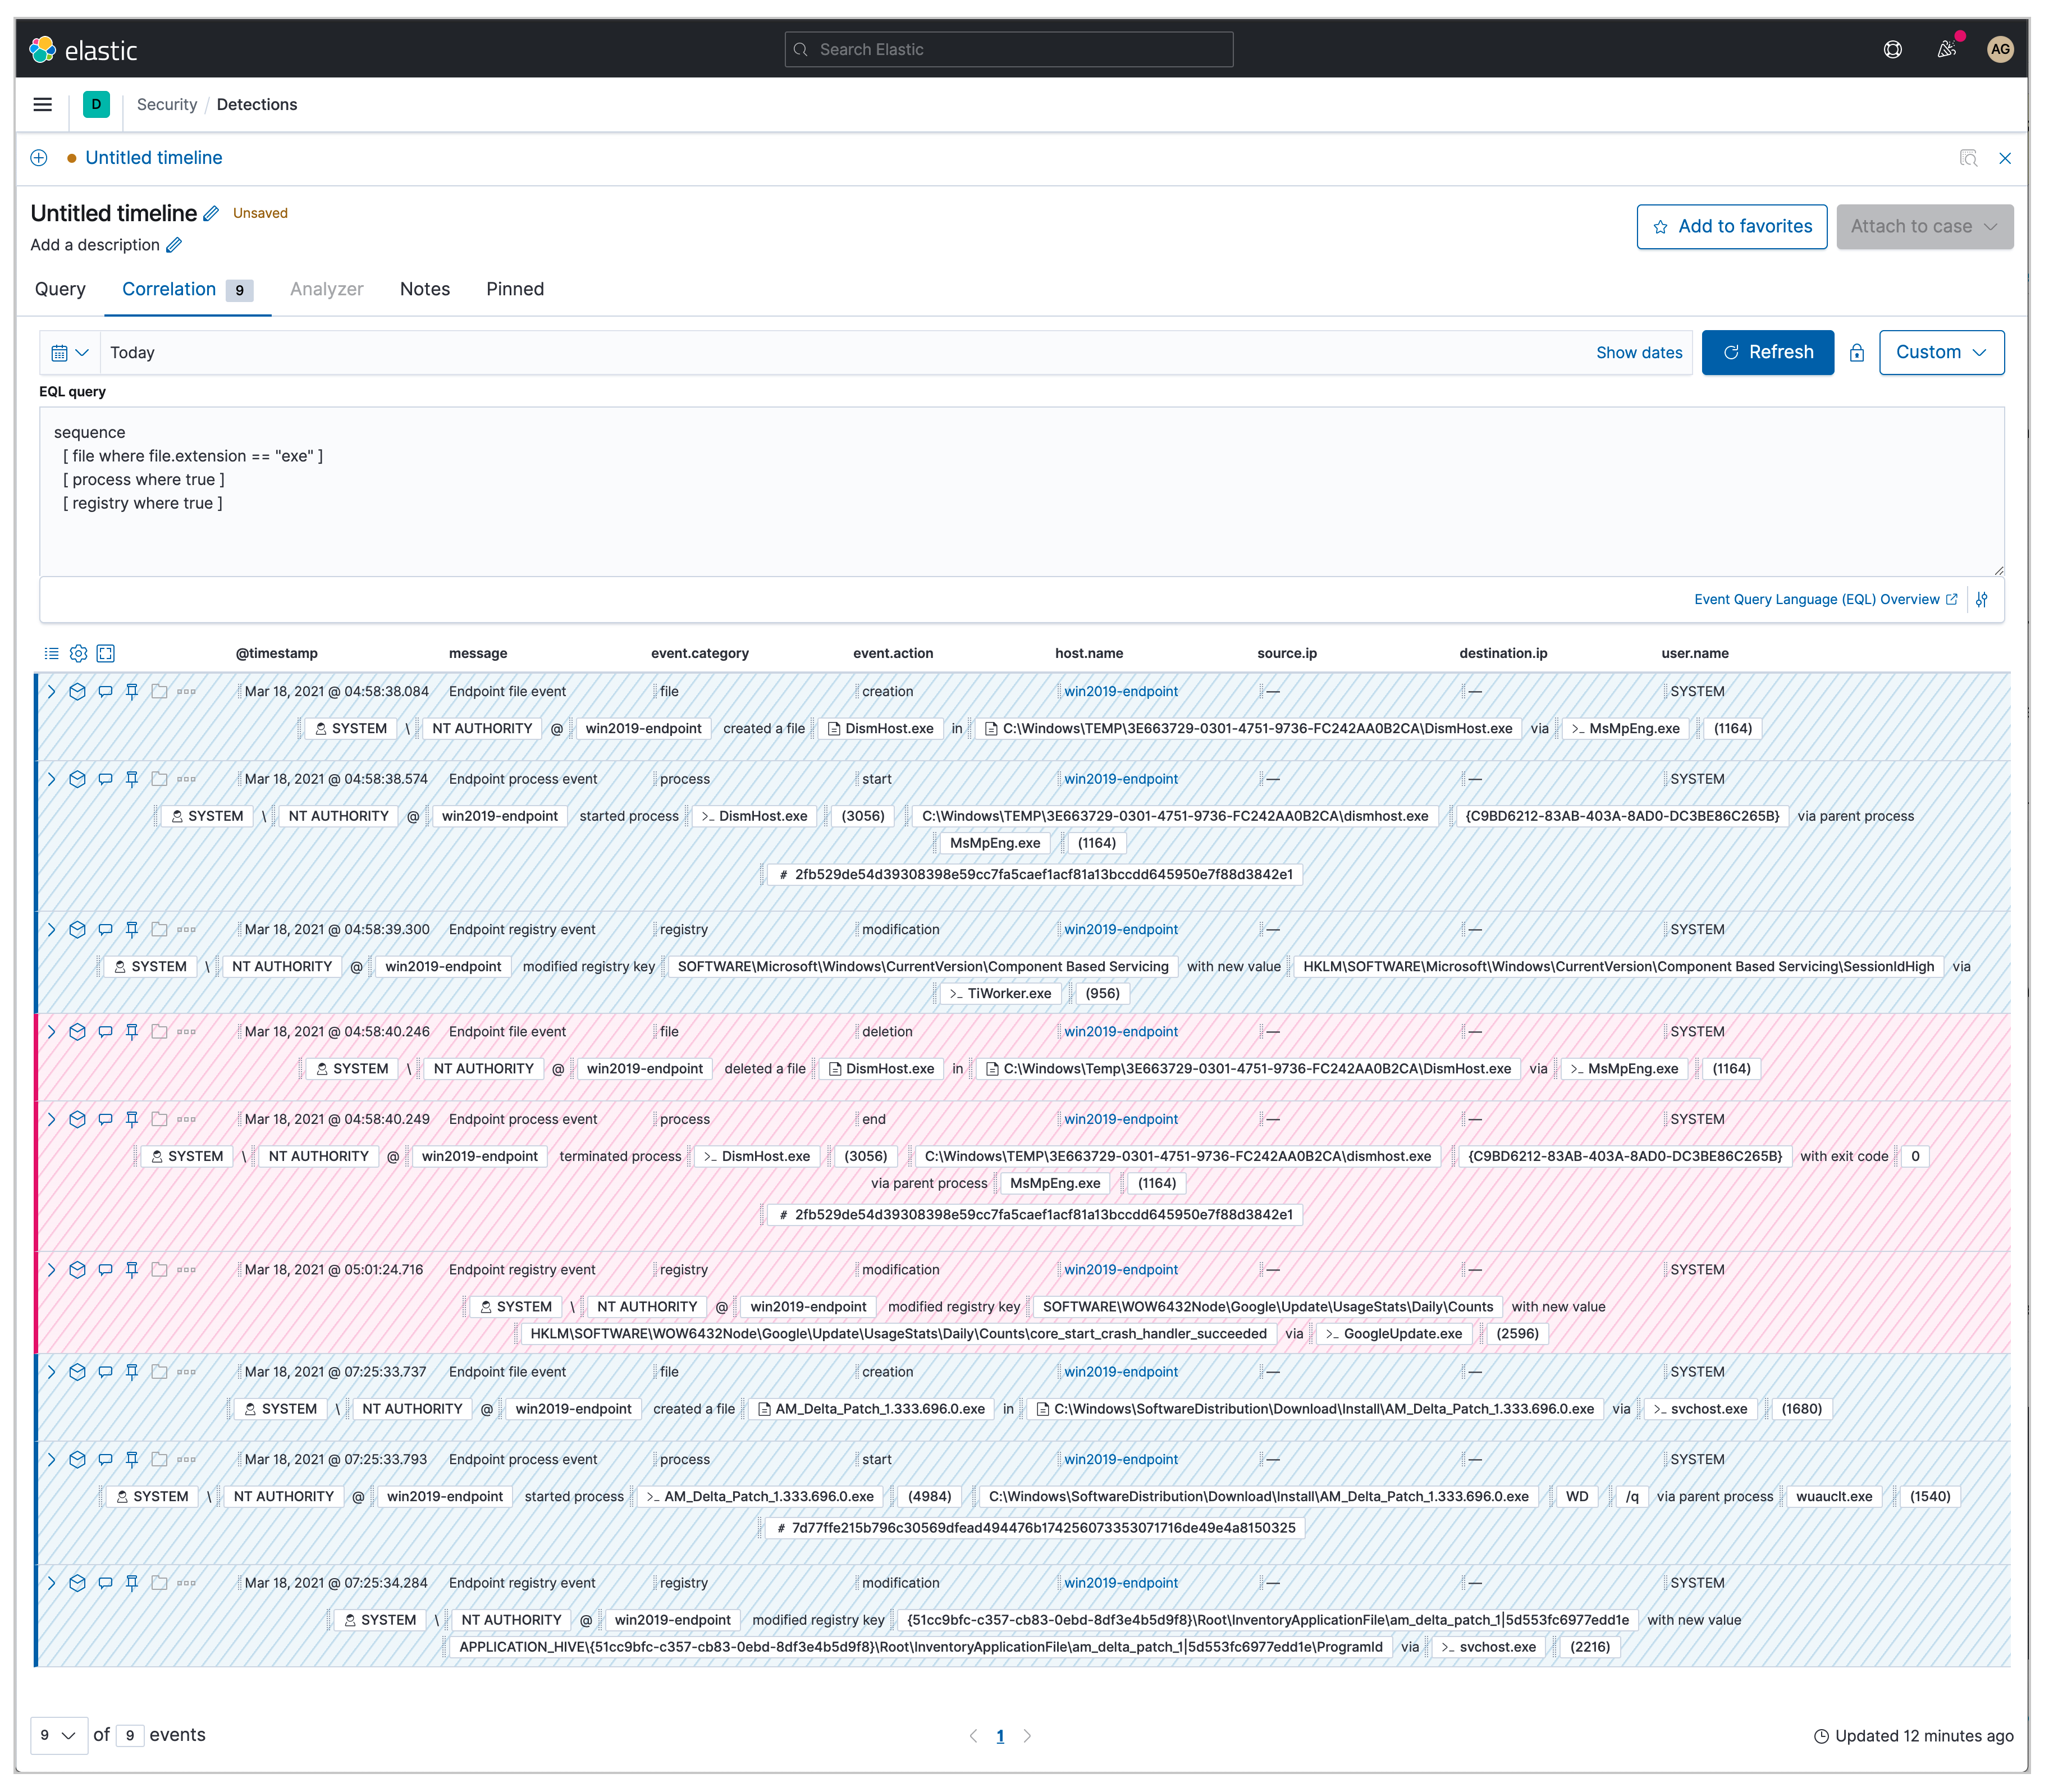 elastic
Search Elastic
AG
D
Security / Detections
Untitled timeline
Untitled timeline Unsaved
Add a description
Add to favorites
Attach to case
Query Correlation 9 Analyzer Notes Pinned
Today Show dates Refresh Custom
EQL query
sequence
[ file where file.extension == "exe" ]
[ process where true ]
[ registry where true ]
Event Query Language (EQL) Overview
@timestamp message event.category event.action host.name source.ip destination.ip user.name
Mar 18, 2021 @ 04:58:38.084 Endpoint file event file creation win2019-endpoint — — SYSTEM
SYSTEM \ NT AUTHORITY @ win2019-endpoint created a file DismHost.exe in C:\Windows\TEMP\3E663729-0301-4751-9736-FC242AA0B2CA\DismHost.exe via >_ MsMpEng.exe (1164)
Mar 18, 2021 @ 04:58:38.574 Endpoint process event process start win2019-endpoint — — SYSTEM
SYSTEM \ NT AUTHORITY @ win2019-endpoint started process >_ DismHost.exe (3056) C:\Windows\TEMP\3E663729-0301-4751-9736-FC242AA0B2CA\dismhost.exe {C9BD6212-83AB-403A-8AD0-DC3BE86C265B} via parent process
MsMpEng.exe (1164)
# 2fb529de54d39308398e59cc7fa5caef1acf81a13bccdd645950e7f88d3842e1
Mar 18, 2021 @ 04:58:39.300 Endpoint registry event registry modification win2019-endpoint — — SYSTEM
SYSTEM \ NT AUTHORITY @ win2019-endpoint modified registry key SOFTWARE\Microsoft\Windows\CurrentVersion\Component Based Servicing with new value HKLM\SOFTWARE\Microsoft\Windows\CurrentVersion\Component Based Servicing\SessionIdHigh via
>_ TiWorker.exe (956)
Mar 18, 2021 @ 04:58:40.246 Endpoint file event file deletion win2019-endpoint — — SYSTEM
SYSTEM \ NT AUTHORITY @ win2019-endpoint deleted a file DismHost.exe in C:\Windows\Temp\3E663729-0301-4751-9736-FC242AA0B2CA\DismHost.exe via >_ MsMpEng.exe (1164)
Mar 18, 2021 @ 04:58:40.249 Endpoint process event process end win2019-endpoint — — SYSTEM
SYSTEM \ NT AUTHORITY @ win2019-endpoint terminated process >_ DismHost.exe (3056) C:\Windows\TEMP\3E663729-0301-4751-9736-FC242AA0B2CA\dismhost.exe {C9BD6212-83AB-403A-8AD0-DC3BE86C265B} with exit code 0
via parent process MsMpEng.exe (1164)
# 2fb529de54d39308398e59cc7fa5caef1acf81a13bccdd645950e7f88d3842e1
Mar 18, 2021 @ 05:01:24.716 Endpoint registry event registry modification win2019-endpoint — — SYSTEM
SYSTEM \ NT AUTHORITY @ win2019-endpoint modified registry key SOFTWARE\WOW6432Node\Google\Update\UsageStats\Daily\Counts with new value
HKLM\SOFTWARE\WOW6432Node\Google\Update\UsageStats\Daily\Counts\core_start_crash_handler_succeeded via >_ GoogleUpdate.exe (2596)
Mar 18, 2021 @ 07:25:33.737 Endpoint file event file creation win2019-endpoint — — SYSTEM
SYSTEM \ NT AUTHORITY @ win2019-endpoint created a file AM_Delta_Patch_1.333.696.0.exe in C:\Windows\SoftwareDistribution\Download\Install\AM_Delta_Patch_1.333.696.0.exe via >_ svchost.exe (1680)
Mar 18, 2021 @ 07:25:33.793 Endpoint process event process start win2019-endpoint — — SYSTEM
SYSTEM \ NT AUTHORITY @ win2019-endpoint started process >_ AM_Delta_Patch_1.333.696.0.exe (4984) C:\Windows\SoftwareDistribution\Download\Install\AM_Delta_Patch_1.333.696.0.exe WD /q via parent process wuauclt.exe (1540)
# 7d77ffe215b796c30569dfead494476b174256073353071716de49e4a8150325
Mar 18, 2021 @ 07:25:34.284 Endpoint registry event registry modification win2019-endpoint — — SYSTEM
SYSTEM \ NT AUTHORITY @ win2019-endpoint modified registry key {51cc9bfc-c357-cb83-0ebd-8df3e4b5d9f8}\Root\InventoryApplicationFile\am_delta_patch_1|5d553fc6977edd1e with new value
APPLICATION_HIVE\{51cc9bfc-c357-cb83-0ebd-8df3e4b5d9f8}\Root\InventoryApplicationFile\am_delta_patch_1|5d553fc6977edd1e\ProgramId via >_ svchost.exe (2216)
9 of 9 events
1
Updated 12 minutes ago